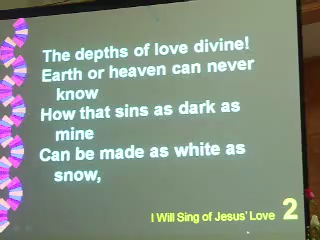 The depths of love divine!
Earth or heaven can never
know
How that sins as dark as
mine
Can be made as white as
snow,
I Will Sing of Jesus' Love 2